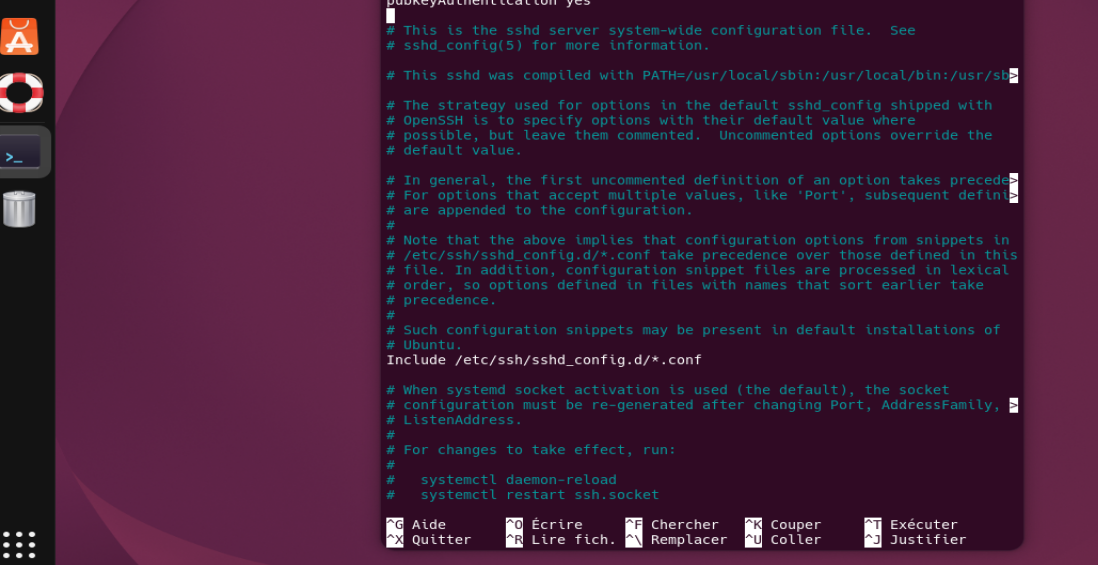 pubkeyAuthentication yes
# This is the sshd server system-wide configuration file.  See
# sshd_config(5) for more information.
# This sshd was compiled with PATH=/usr/local/sbin:/usr/local/bin:/usr/sb>
# The strategy used for options in the default sshd_config shipped with
# OpenSSH is to specify options with their default value where
# possible, but leave them commented.  Uncommented options override the
# default value.
# In general, the first uncommented definition of an option takes precede>
# For options that accept multiple values, like 'Port', subsequent defini>
# are appended to the configuration.
#
# Note that the above implies that configuration options from snippets in
# /etc/ssh/sshd_config.d/*.conf take precedence over those defined in this
# file. In addition, configuration snippet files are processed in lexical
# order, so options defined in files with names that sort earlier take
# precedence.
#
# Such configuration snippets may be present in default installations of
# Ubuntu.
Include /etc/ssh/sshd_config.d/*.conf
# When systemd socket activation is used (the default), the socket
# configuration must be re-generated after changing Port, AddressFamily, >
# ListenAddress.
#
# For changes to take effect, run:
#
#   systemctl daemon-reload
#   systemctl restart ssh.socket
^G Aide ^O Écrire ^F Chercher ^K Couper ^T Exécuter
^X Quitter ^R Lire fich. ^\ Remplacer ^U Coller ^J Justifier